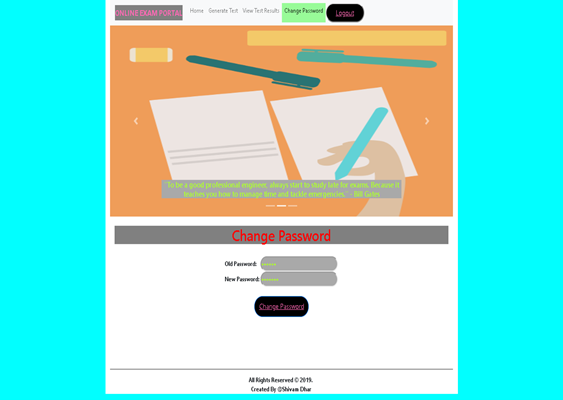 ONLINE EXAM PORTAL
Home Generate Test View Test Results Change Password Logout
"To be a good professional engineer, always start to study late for exams. Because it
teaches you how to manage time and tackle emergencies." - Bill Gates
Change Password
Old Password:
New Password:
Change Password
All Rights Reserved © 2019.
Created By @Shivam Dhar